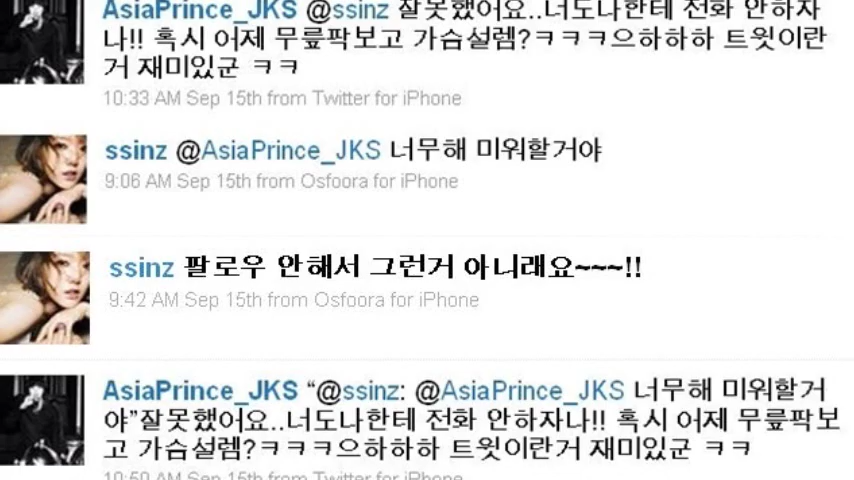 AsiaPrince_JKS @ssinz 잘못했어요..너도나한테 전화 안하자
나!! 혹시 어제 무릎팍보고 가슴설렘?ㅋㅋㅋ으하하하 트윗이란
거 재미있군 ㅋㅋ
10:33 AM Sep 15th from Twitter for iPhone
ssinz @AsiaPrince_JKS 너무해 미워할거야
9:06 AM Sep 15th from Osfoora for iPhone
ssinz 팔로우 안해서 그런거 아니래요~~~!!
9:42 AM Sep 15th from Osfoora for iPhone
AsiaPrince_JKS “@ssinz: @AsiaPrince_JKS 너무해 미워할거
야”잘못했어요..너도나한테 전화 안하자나!! 혹시 어제 무릎팍보
고 가슴설렘?ㅋㅋㅋ으하하하 트윗이란거 재미있군 ㅋㅋ
10:50 AM Sep 15th from Twitter for iPhone